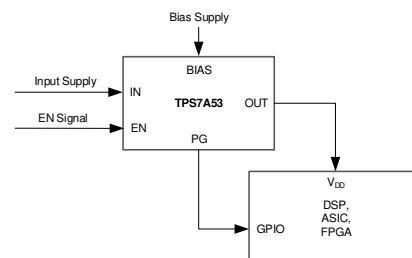 Bias Supply
BIAS
Input Supply
IN
TPS7A53
OUT
EN Signal
EN
PG
VDD
DSP,
ASIC,
FPGA
GPIO